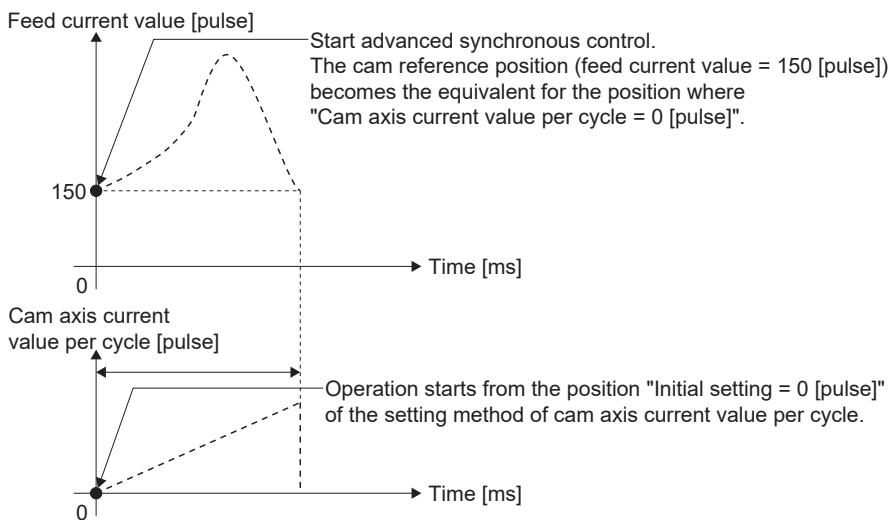 Feed current value [pulse]
Start advanced synchronous control.
The cam reference position (feed current value = 150 [pulse])
becomes the equivalent for the position where
"Cam axis current value per cycle = 0 [pulse]".
150
0
Time [ms]
Cam axis current
value per cycle [pulse]
Operation starts from the position "Initial setting = 0 [pulse]"
of the setting method of cam axis current value per cycle.
0
Time [ms]